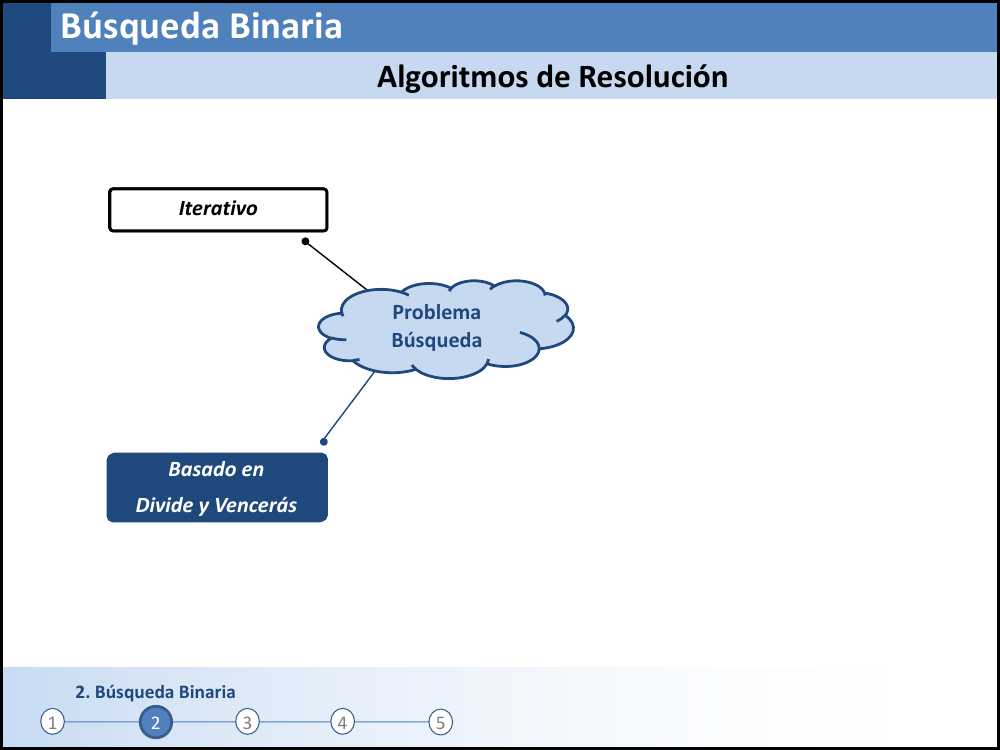 Búsqueda Binaria
Algoritmos de Resolución
Iterativo
Problema
Búsqueda
Basado en
Divide y Vencerás
2. Búsqueda Binaria
1 2 3 4 5